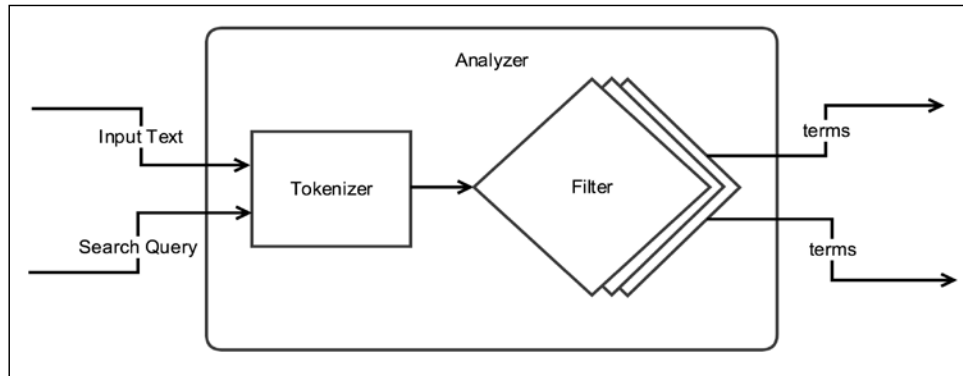 Analyzer
Input Text
terms
Tokenizer
Filter
Search Query
terms